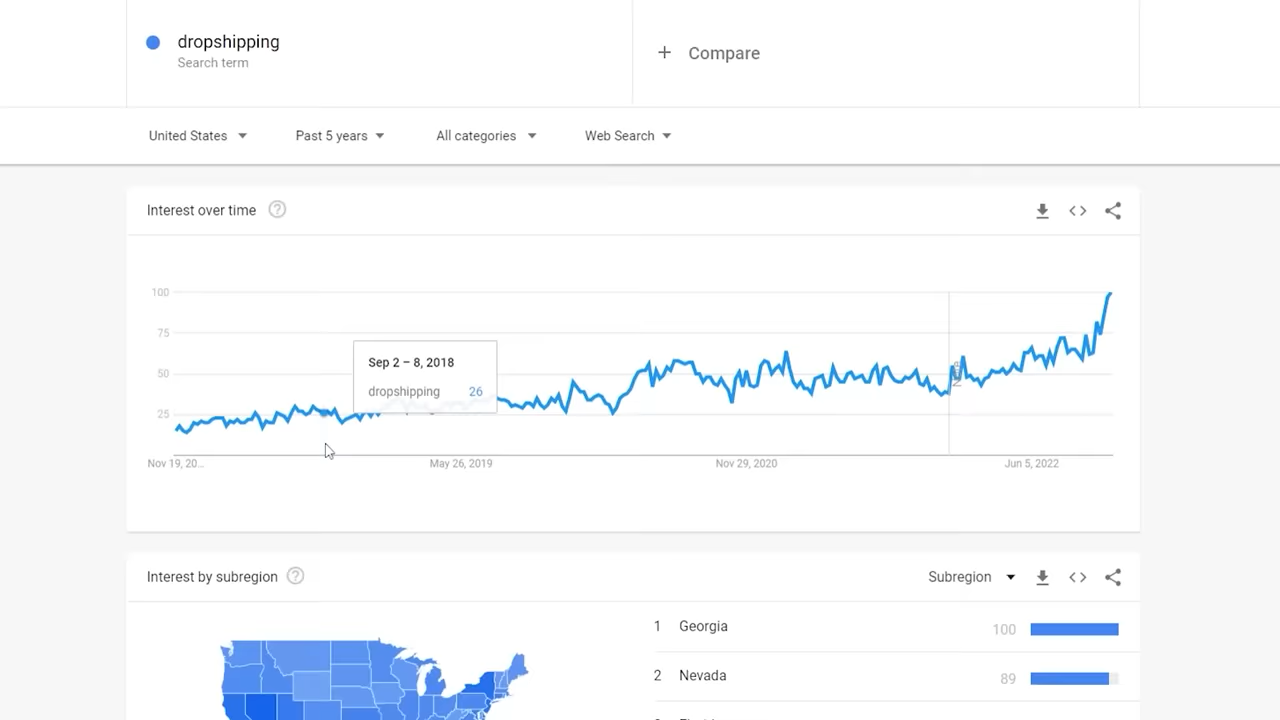 dropshipping
Search term
+ Compare
United States
Past 5 years
All categories
Web Search
Interest over time
100
75
50
25
Sep 2 – 8, 2018
dropshipping 26
Nov 19, 20...
May 26, 2019
Nov 29, 2020
Jun 5, 2022
Interest by subregion
Subregion
1 Georgia 100
2 Nevada 89